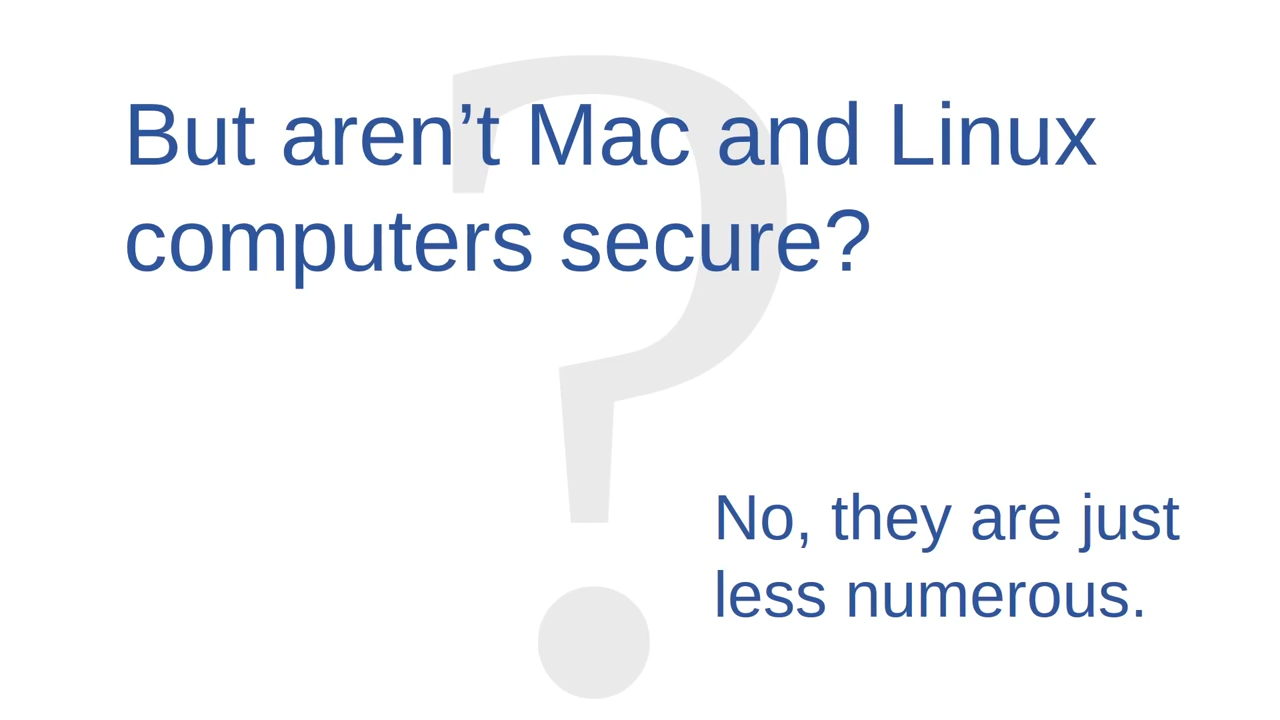 But aren’t Mac and Linux
computers secure?
No, they are just
less numerous.